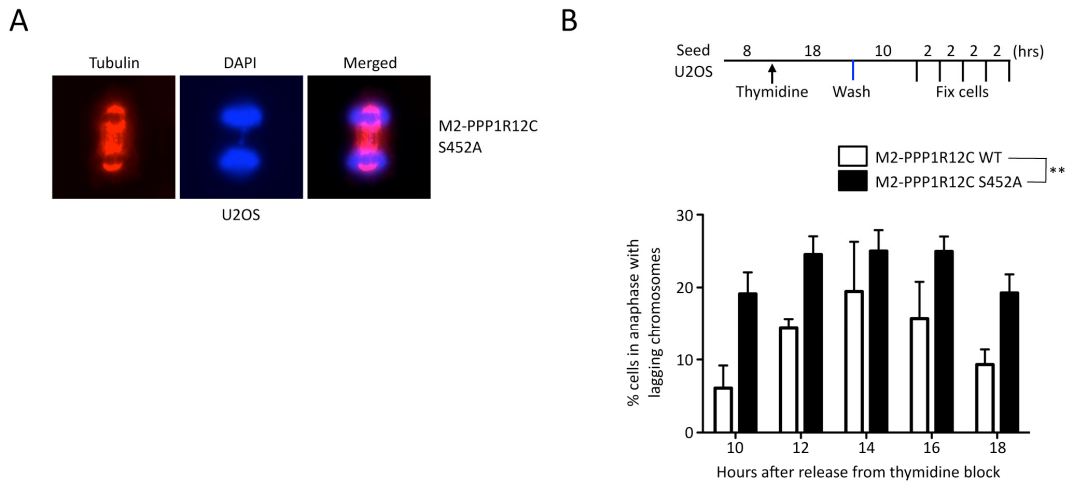 A
Tubulin DAPI Merged
M2-PPP1R12C
S452A
U2OS
B
Seed
U2OS
8 18 10 2 2 2 2 (hrs)
Thymidine Wash Fix cells
M2-PPP1R12C WT
M2-PPP1R12C S452A
**
% cells in anaphase with
lagging chromosomes
30
20
10
0
10 12 14 16 18
Hours after release from thymidine block